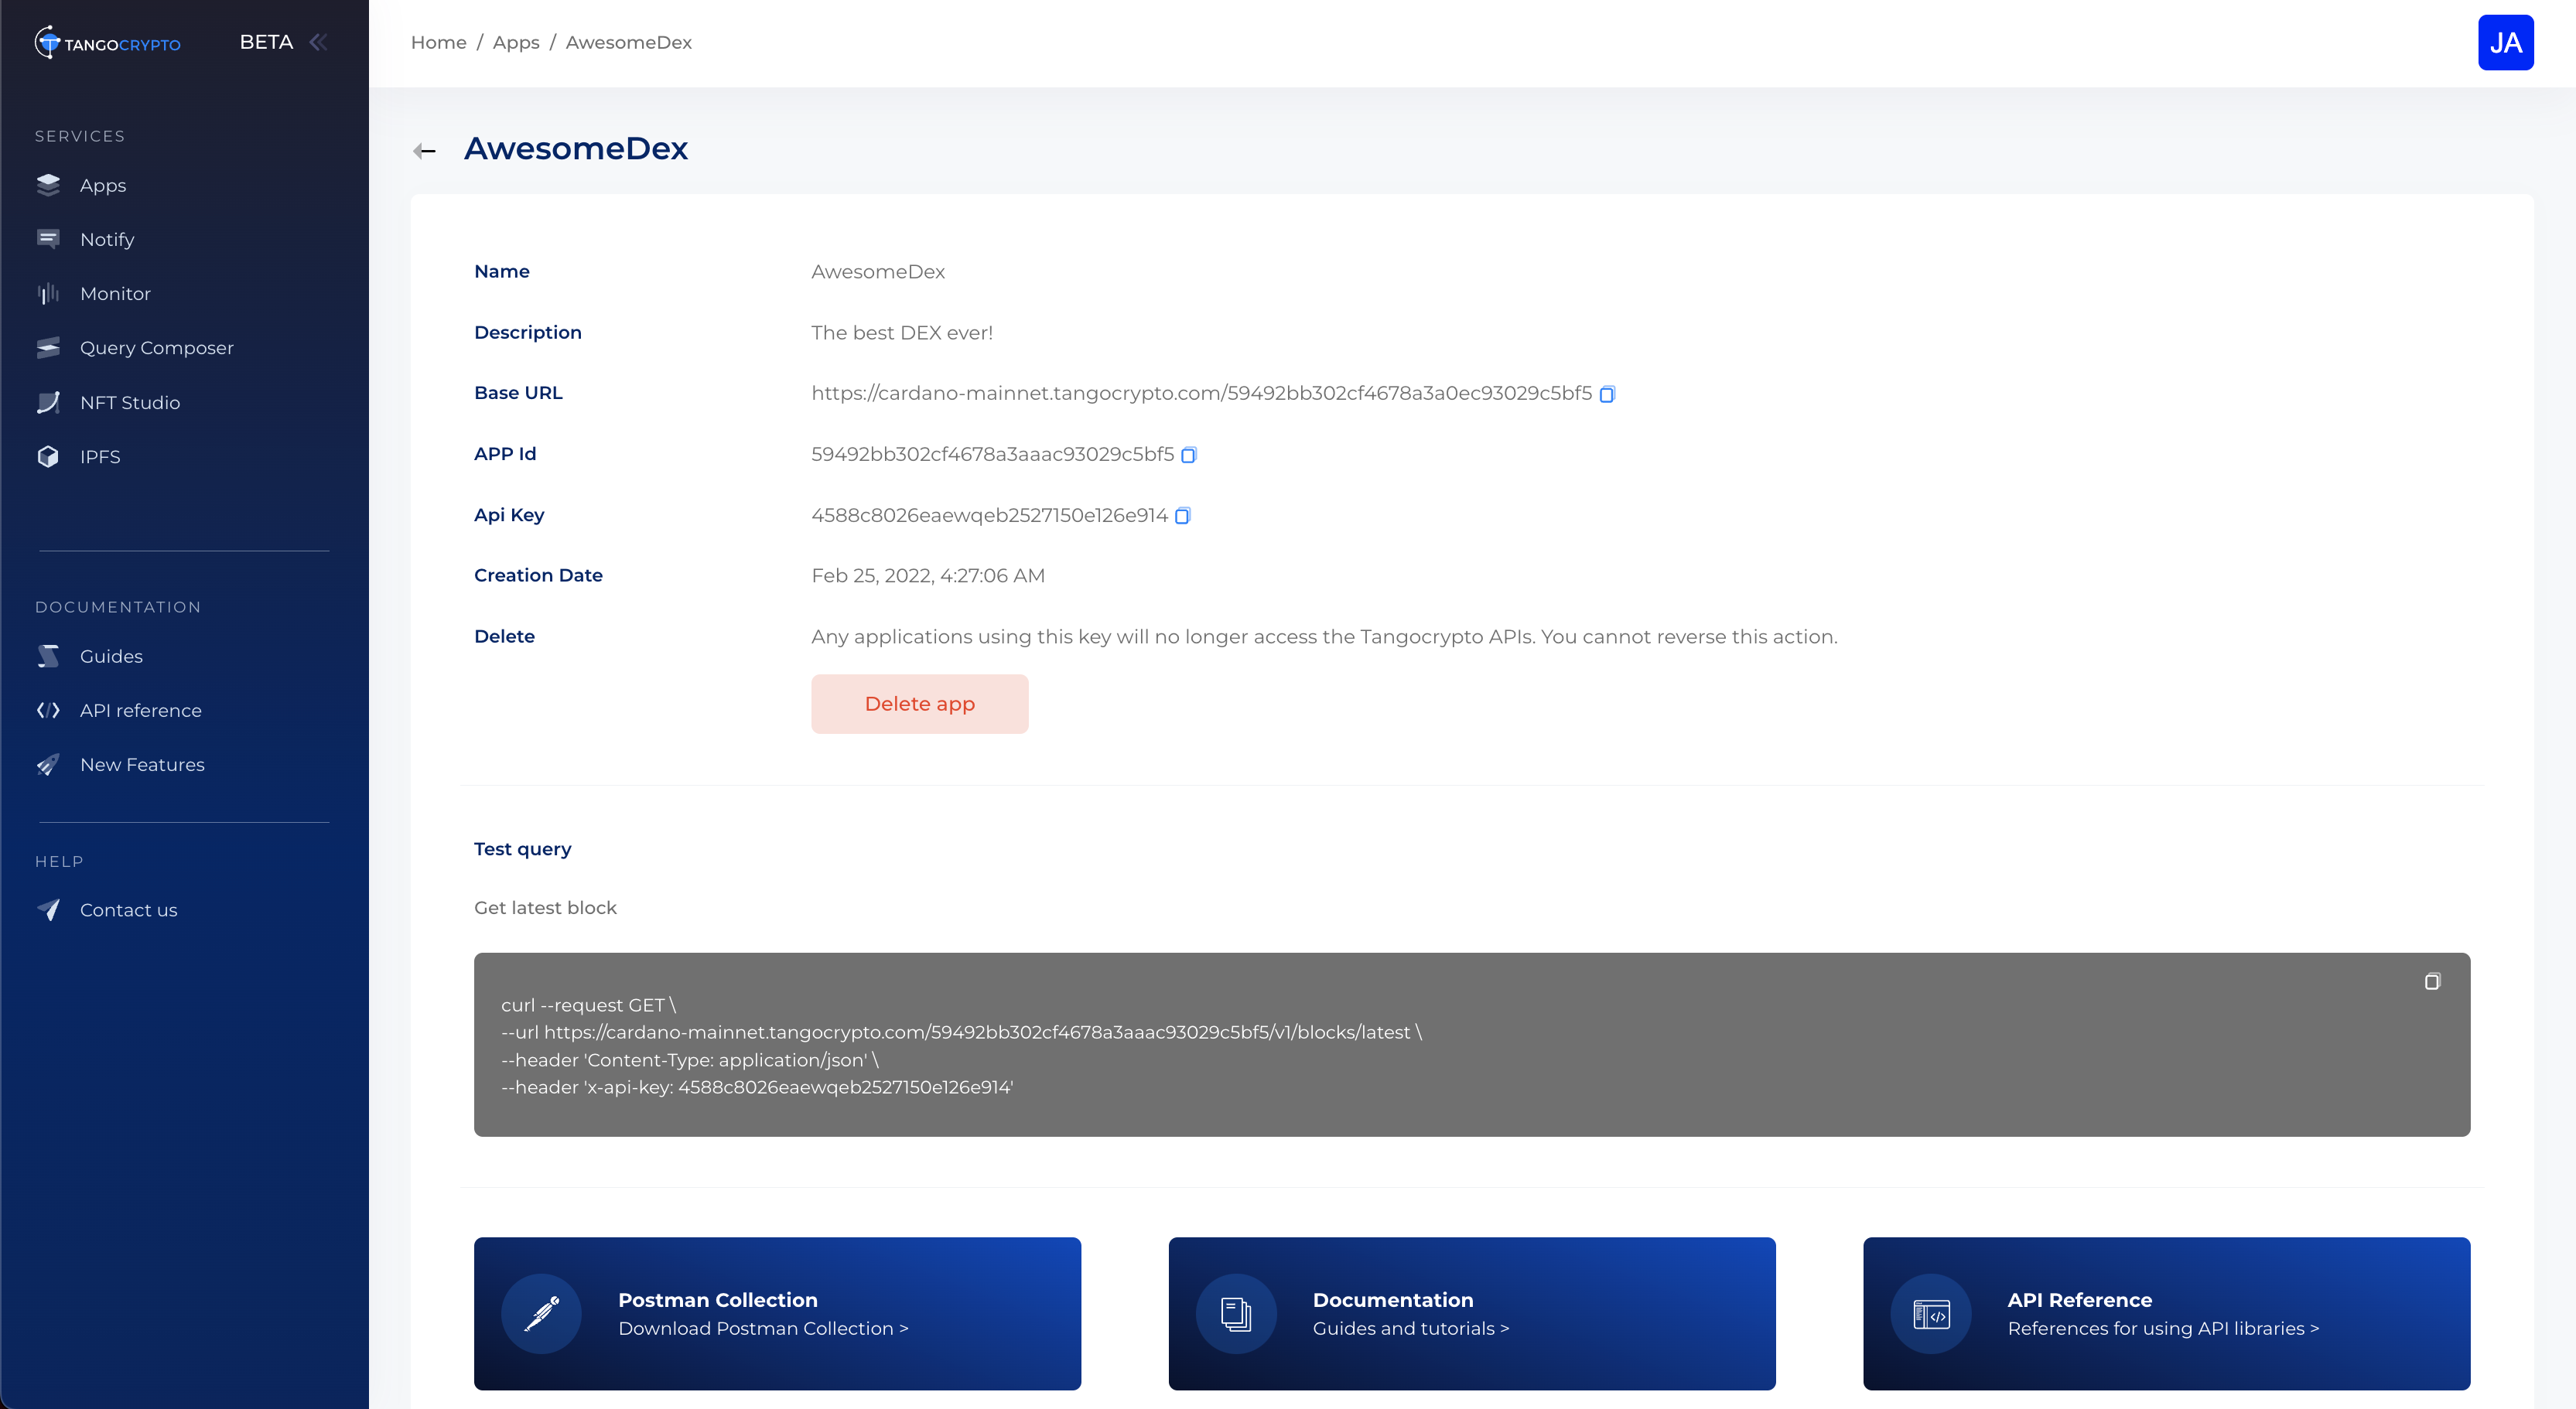 TANGOCRYPTO BETA
SERVICES
Apps
Notify
Monitor
Query Composer
NFT Studio
IPFS
DOCUMENTATION
Guides
API reference
New Features
HELP
Contact us
Home / Apps / AwesomeDex
JA
AwesomeDex
Name AwesomeDex
Description The best DEX ever!
Base URL https://cardano-mainnet.tangocrypto.com/59492bb302cf4678a3a0ec93029c5bf5
APP Id 59492bb302cf4678a3aaac93029c5bf5
Api Key 4588c8026eaewqeb2527150e126e914
Creation Date Feb 25, 2022, 4:27:06 AM
Delete Any applications using this key will no longer access the Tangocrypto APIs. You cannot reverse this action.
Delete app
Test query
Get latest block
curl --request GET \
--url https://cardano-mainnet.tangocrypto.com/59492bb302cf4678a3aaac93029c5bf5/v1/blocks/latest \
--header 'Content-Type: application/json' \
--header 'x-api-key: 4588c8026eaewqeb2527150e126e914'
Postman Collection
Download Postman Collection >
Documentation
Guides and tutorials >
API Reference
References for using API libraries >